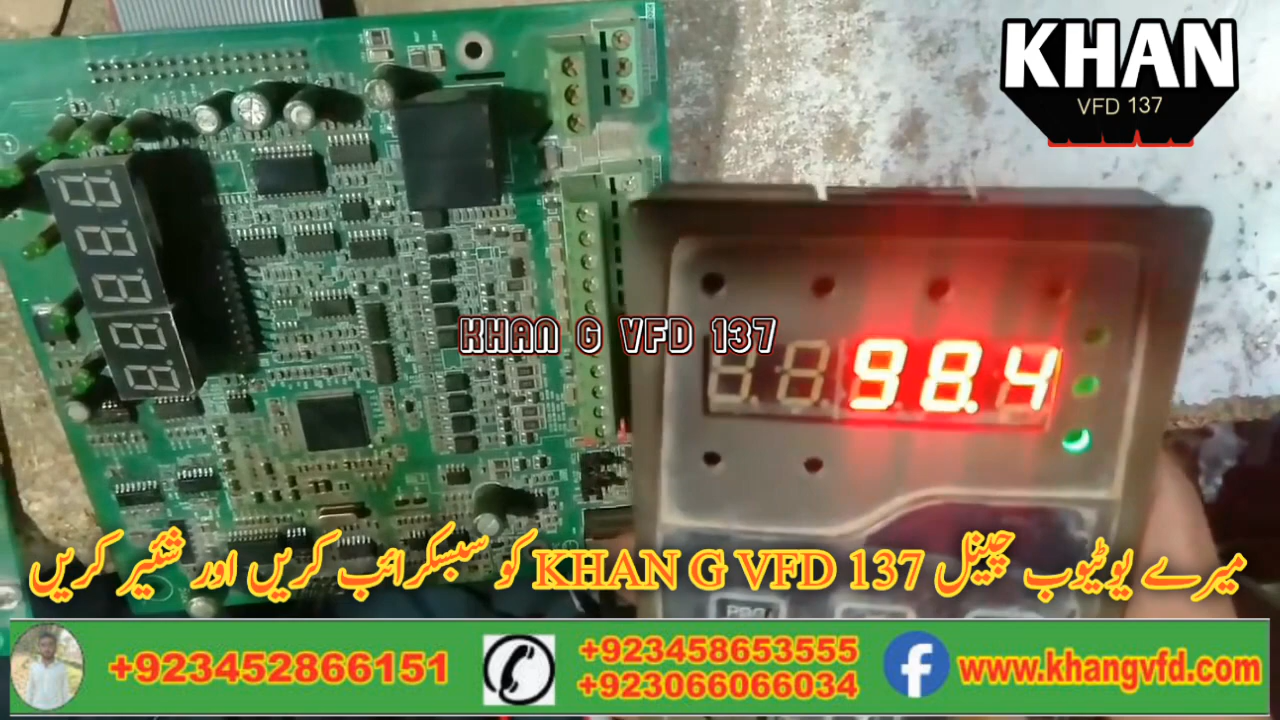 KHAN
VFD 137
98.4
KHAN G VFD 137
میرے یوٹیوب چینل KHAN G VFD 137 کو سبسکرائب کریں اور شئیر کریں
PRG
+923452866151
+923458653555
+923066066034
www.khangvfd.com